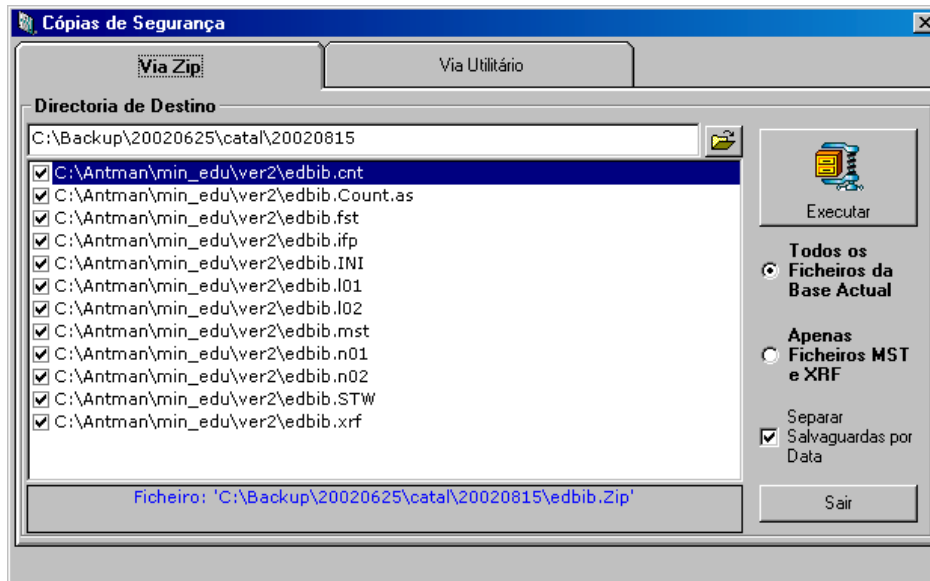 Cópias de Segurança
Via Zip
Via Utilitário
Directoria de Destino
C:\Backup\20020625\catal\20020815
C:\Antman\min_edu\ver2\edbib.cnt
C:\Antman\min_edu\ver2\edbib.Count.as
C:\Antman\min_edu\ver2\edbib.fst
C:\Antman\min_edu\ver2\edbib.ifp
C:\Antman\min_edu\ver2\edbib.INI
C:\Antman\min_edu\ver2\edbib.l01
C:\Antman\min_edu\ver2\edbib.l02
C:\Antman\min_edu\ver2\edbib.mst
C:\Antman\min_edu\ver2\edbib.n01
C:\Antman\min_edu\ver2\edbib.n02
C:\Antman\min_edu\ver2\edbib.STW
C:\Antman\min_edu\ver2\edbib.xrf
Ficheiro: 'C:\Backup\20020625\catal\20020815\edbib.Zip'
Executar
Todos os
Ficheiros da
Base Actual
Apenas
Ficheiros MST
e XRF
Separar
Salvaguardas por
Data
Sair